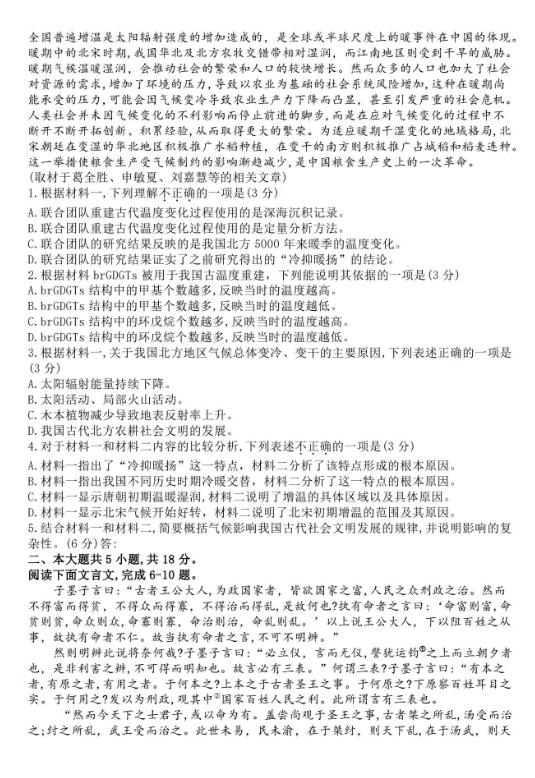 全国普遍增温是太阳辐射强度的增加造成的，是全球或半球尺度上的暖事件在中国的体现。
暖期中的北宋时期,我国华北及北方农牧交错带相对湿润，而江南地区则受到干旱的威胁。
暖期气候温暖湿润，会推动社会的繁荣和人口的较快增长。然而众多的人口也加大了社会
对资源的需求,增加了环境的压力,导致以农业为基础的社会系统风险增加,这种在暖期尚
能承受的压力,可能会因气候变冷导致农业生产力下降而凸显，甚至引发严重的社会危机。
人类社会并未因气候变化的不利影响而停止前进的脚步,而是在应对气候变化的过程中不
断开不断开拓创新、积累经验,从而取得更大的繁荣。为适应暖期干湿变化的地域格局,北
宋朝廷在变湿的华北地区积极推广水稻种植，在变干的南方则积极推广占城稻和稻麦连种。
这一举措使粮食生产受气候制约的影响渐趋减少,是中国粮食生产史上的一次革命。
(取材于葛全胜、申敏夏、刘嘉慧等的相关文章)
1.根据材料一,下列理解不正确的一项是(3分)
A.联合团队重建古代温度变化过程使用的是深海沉积记录。
B.联合团队重建古代温度变化过程使用的是定量分析方法。
C.联合团队的研究结果反映的是我国北方 5000 年来暖季的温度变化。
D.联合团队的研究结果证实了之前研究得出的“冷抑暖扬”的结论。
2.根据材料 brGDGTs 被用于我国古温度重建，下列能说明其依据的一项是(3分)
A.brGDGTs 结构中的甲基个数越多,反映当时的温度越高。
B.brGDGTs 结构中的甲基个数越多,反映当时的温度越低。
C.brGDGTs 结构中的环戊烷个数越多,反映当时的温度越高。
D.brGDGTs 结构中的环戊烷个数越多,反映当时的温度越低。
3.根据材料一,关于我国北方地区气候总体变冷、变干的主要原因,下列表述正确的一项是
(3分)
A.太阳辐射能量持续下降。
B.太阳活动、局部火山活动。
C.木本植物减少导致地表反射率上升。
D.我国古代北方农耕社会文明的发展。
4.对于材料一和材料二内容的比较分析,下列表述不正确的一项是(3分)
A.材料一指出了“冷抑暖扬”这一特点，材料二分析了该特点形成的根本原因。
B.材料一指出我国不同历史时期冷暖交替，材料二分析了这一特点的根本原因。
C.材料一显示唐朝初期温暖湿润,材料二说明了增温的具体区域以及具体体现。
D.材料一显示北宋气候开始好转，材料二说明了北宋初期增温的范围及其原因。
5.结合材料一和材料二,简要概括气候影响我国古代社会文明发展的规律,并说明影响的复
杂性。(6分)答:
二、本大题共 5 小题,共 18 分。
阅读下面文言文,完成 6-10 题。
子墨子言曰:“古者王公大人,为政国家者，皆欲国家之富,人民之众刑政之治。然而
不得富而得贫，不得众而得寡，不得治而得乱,是故何也?执有命者之言曰:‘命富则富,命
贫则贫,命众则众,命寡则寡，命治则治，命乱则乱。’以上说王公大人，下以阻百姓之从
事，故执有命者不仁。故当执有命者之言,不可不明辨。”
然则明辨此说将奈何哉?子墨子言曰:“必立仪，言而无仪,譬犹运钧①之上而立朝夕者
也，是非利害之辨,不可得而明知也。故言必有三表。”何谓三表?子墨子言曰:“有本之
者,有原之者,有用之者。于何本之?上本之于古者圣王之事。于何原之?下原察百姓耳目之
实。于何用之?发以为刑政,观其中②国家百姓人民之利。此所谓言有三表也。
“然而今天下之士君子,或以命为有。盖尝尚观于圣王之事,古者桀之所乱,汤受而治
之;纣之所乱，武王受而治之。此世未易，民未渝，在于桀纣，则天下乱,在于汤武，则天